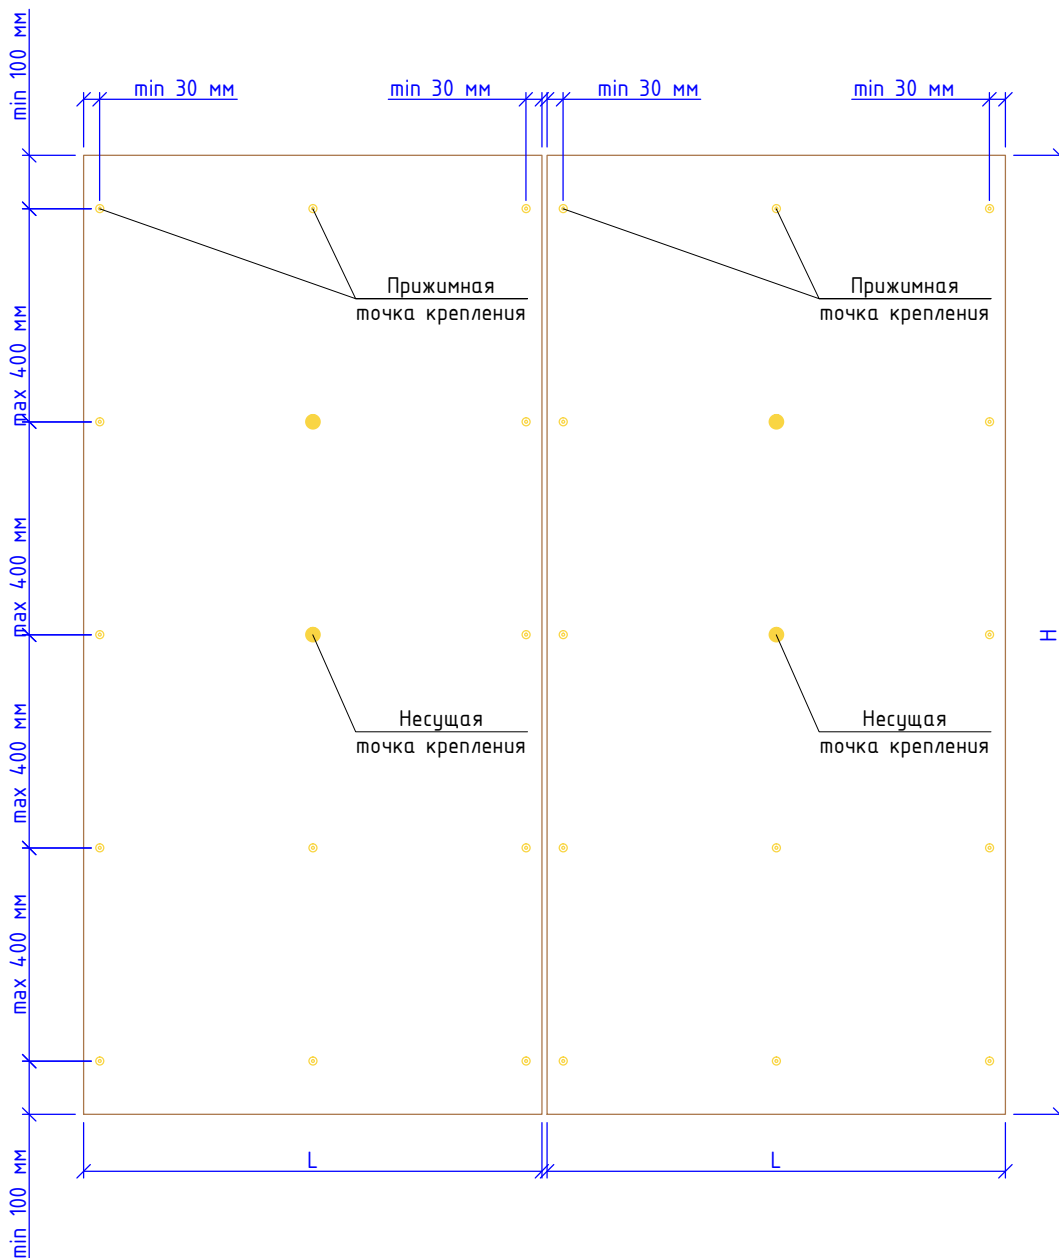 min 100 мм
min 30 мм
min 30 мм
min 30 мм
min 30 мм
Прижимная
точка крепления
Прижимная
точка крепления
max 400 мм
max 400 мм
H
Несущая
точка крепления
Несущая
точка крепления
max 400 мм
max 400 мм
L
L
min 100 мм